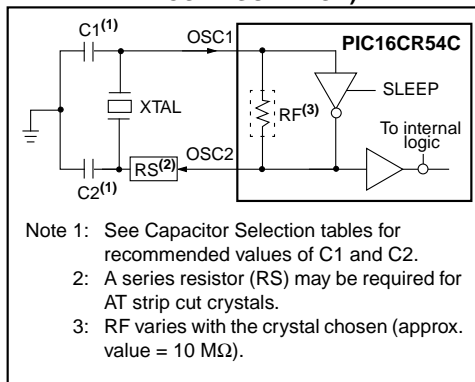 C1(1)
OSC1
PIC16CR54C
SLEEP
XTAL
RF(3)
To internal
logic
OSC2
RS(2)
C2(1)
Note 1: See Capacitor Selection tables for
recommended values of C1 and C2.
2: A series resistor (RS) may be required for
AT strip cut crystals.
3: RF varies with the crystal chosen (approx.
value = 10 MΩ).